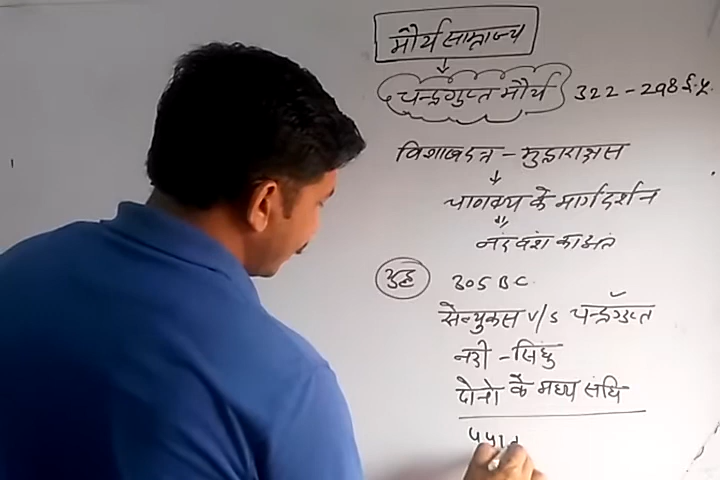 मौर्य साम्राज्य
चन्द्रगुप्त मौर्य 322 - 298 ई.पू.
विशाखदत्त - मुद्राराक्षस
चाणक्य के मार्गदर्शन
नंदवंश का अंत
युद्ध 305 BC
सेल्युकस v/s चन्द्रगुप्त
नदी - सिंधु
दोनो के मध्य संधि